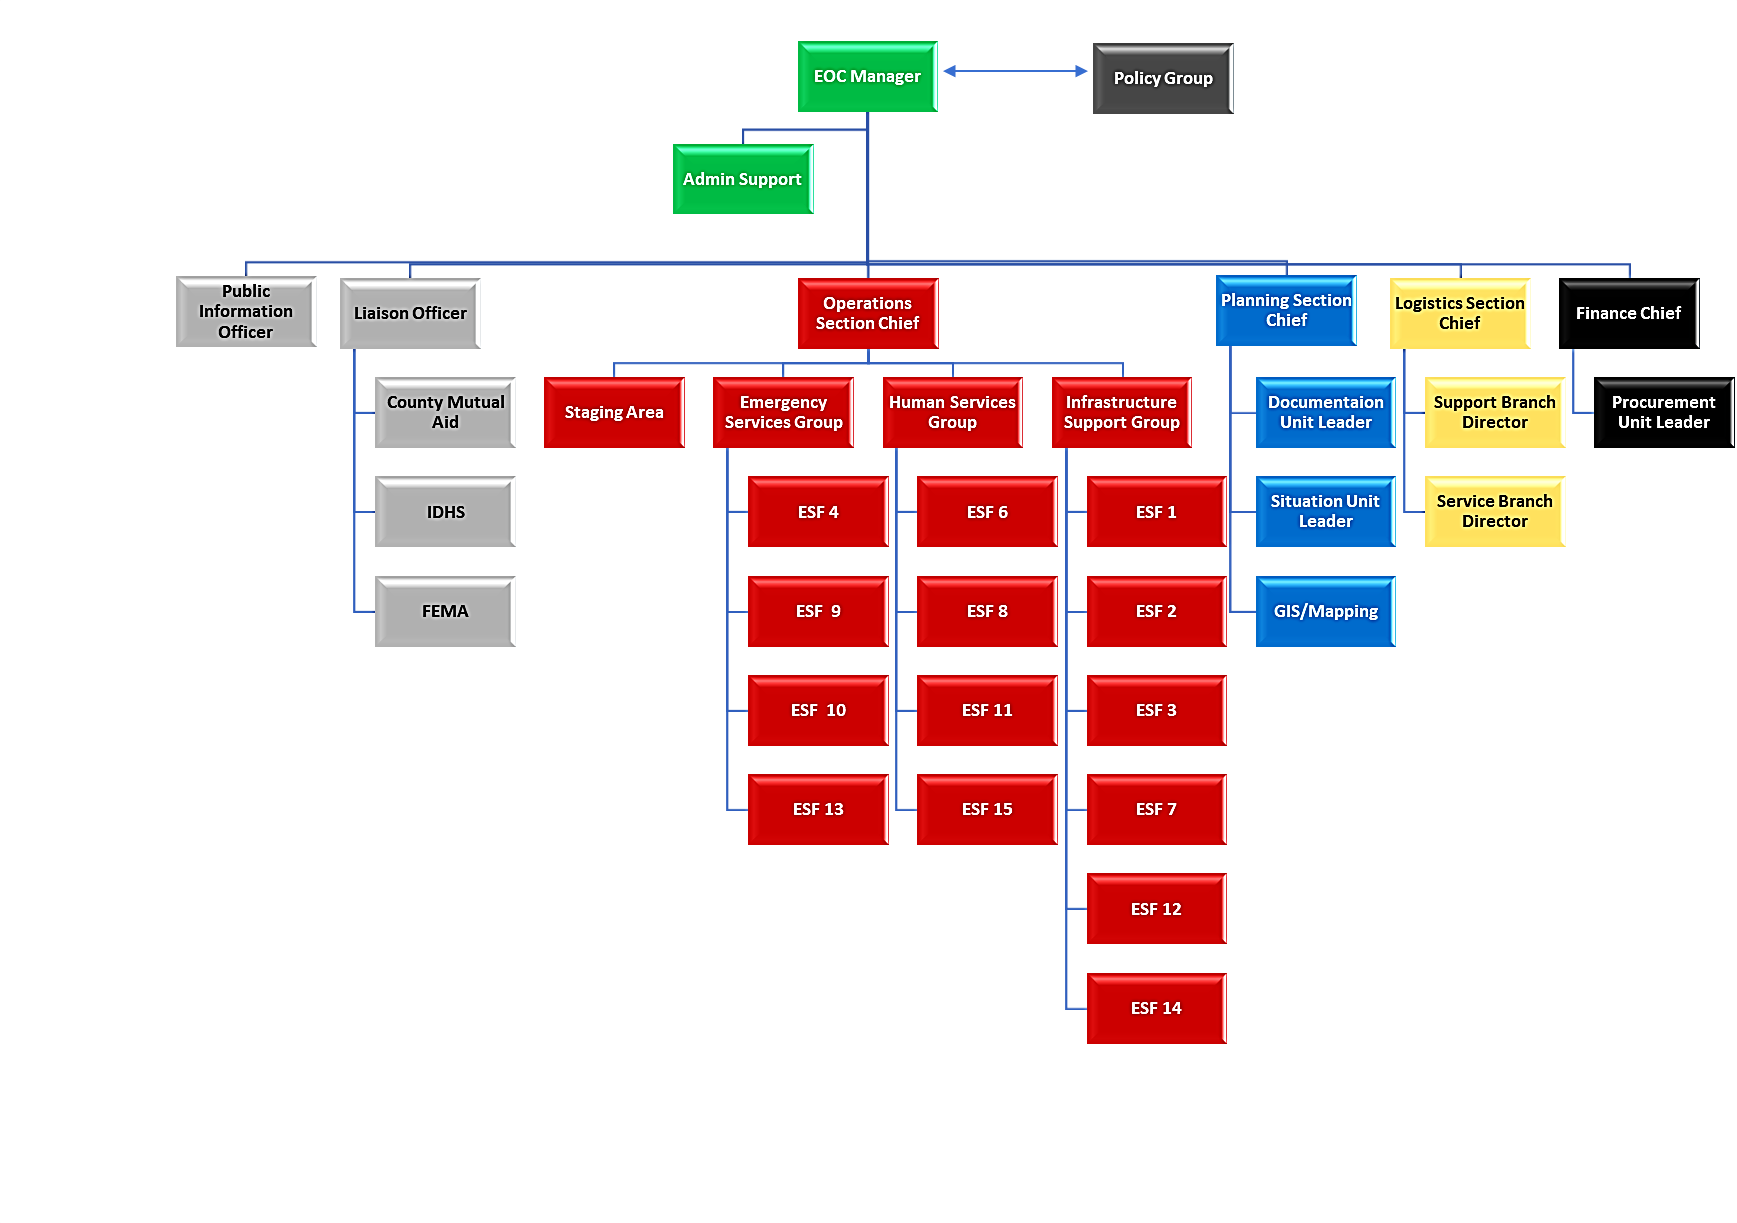 EOC Manager
Policy Group
Admin Support
Public
Information
Officer
Liaison Officer
Operations
Section Chief
Planning Section
Chief
Logistics Section
Chief
Finance Chief
County Mutual
Aid
IDHS
FEMA
Staging Area
Emergency
Services Group
ESF 4
ESF  9
ESF  10
ESF 13
Human Services
Group
ESF 6
ESF 8
ESF 11
ESF 15
Infrastructure
Support Group
ESF 1
ESF 2
ESF 3
ESF 7
ESF 12
ESF 14
Documentaion
Unit Leader
Situation Unit
Leader
GIS/Mapping
Support Branch
Director
Service Branch
Director
Procurement
Unit Leader